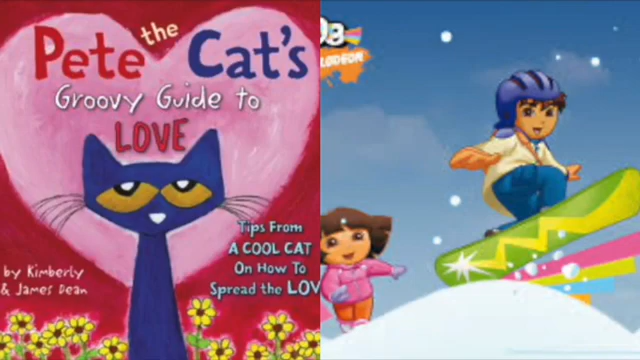 Pete the Cat's
Groovy Guide to
LOVE
Tips From
A COOL CAT
On How To
Spread the LOV
by Kimberly
& James Dean